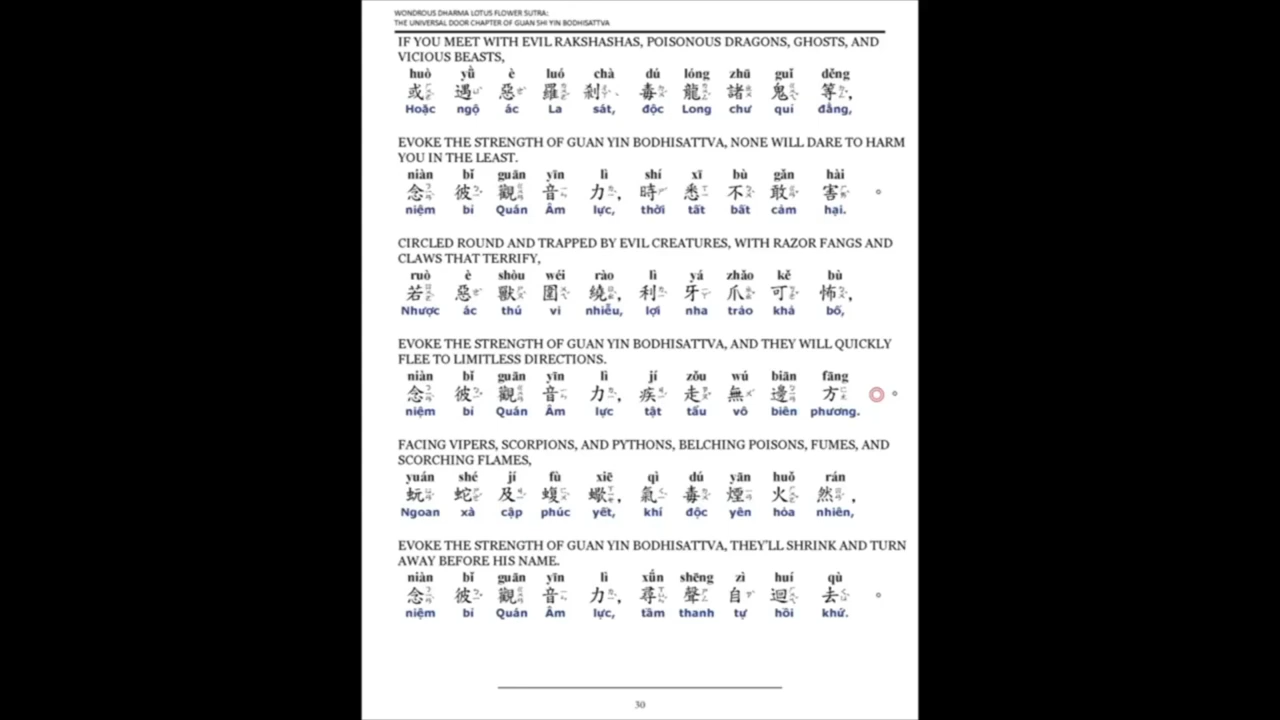 WONDROUS DHARMA LOTUS FLOWER SUTRA:
THE UNIVERSAL DOOR CHAPTER OF GUAN SHI YIN BODHISATTVA
IF YOU MEET WITH EVIL RAKSHASHAS, POISONOUS DRAGONS, GHOSTS, AND
VICIOUS BEASTS,
huò yǜ è luó chà dú lóng zhū guǐ děng
或 遇 惡 羅 剎 毒 龍 諸 鬼 等,
Hoặc ngộ ác La sát, độc Long chư quí đẳng,
EVOKE THE STRENGTH OF GUAN YIN BODHISATTVA, NONE WILL DARE TO HARM
YOU IN THE LEAST.
niàn bǐ guān yīn lì shí xī bù gǎn hài
念 彼 觀 音 力, 時 悉 不 敢 害 。
niệm bí Quán Âm lực, thời tất bất cảm hại.
CIRCLED ROUND AND TRAPPED BY EVIL CREATURES, WITH RAZOR FANGS AND
CLAWS THAT TERRIFY,
ruò è shòu wéi rào lì yá zhǎo kě bù
若 惡 獸 圍 繞, 利 牙 爪 可 怖,
Nhược ác thú vi nhiễu, lợi nha trảo khả bố,
EVOKE THE STRENGTH OF GUAN YIN BODHISATTVA, AND THEY WILL QUICKLY
FLEE TO LIMITLESS DIRECTIONS.
niàn bǐ guān yīn lì jí zǒu wú biān fāng
念 彼 觀 音 力 疾 走 無 邊 方 。
niệm bí Quán Âm lực tật tẩu vô biên phương.
FACING VIPERS, SCORPIONS, AND PYTHONS, BELCHING POISONS, FUMES, AND
SCORCHING FLAMES,
yuán shé jí fù xiē qì dú yān huǒ rán
蚖 蛇 及 蝮 蠍, 氣 毒 煙 火 然,
Ngoan xà cập phúc yết, khí độc yên hỏa nhiên,
EVOKE THE STRENGTH OF GUAN YIN BODHISATTVA, THEY'LL SHRINK AND TURN
AWAY BEFORE HIS NAME.
niàn bǐ guān yīn lì xǘn shēng zì huí qù
念 彼 觀 音 力, 尋 聲 自 迴 去 。
niệm bí Quán Âm lực, tầm thanh tự hồi khứ.
30